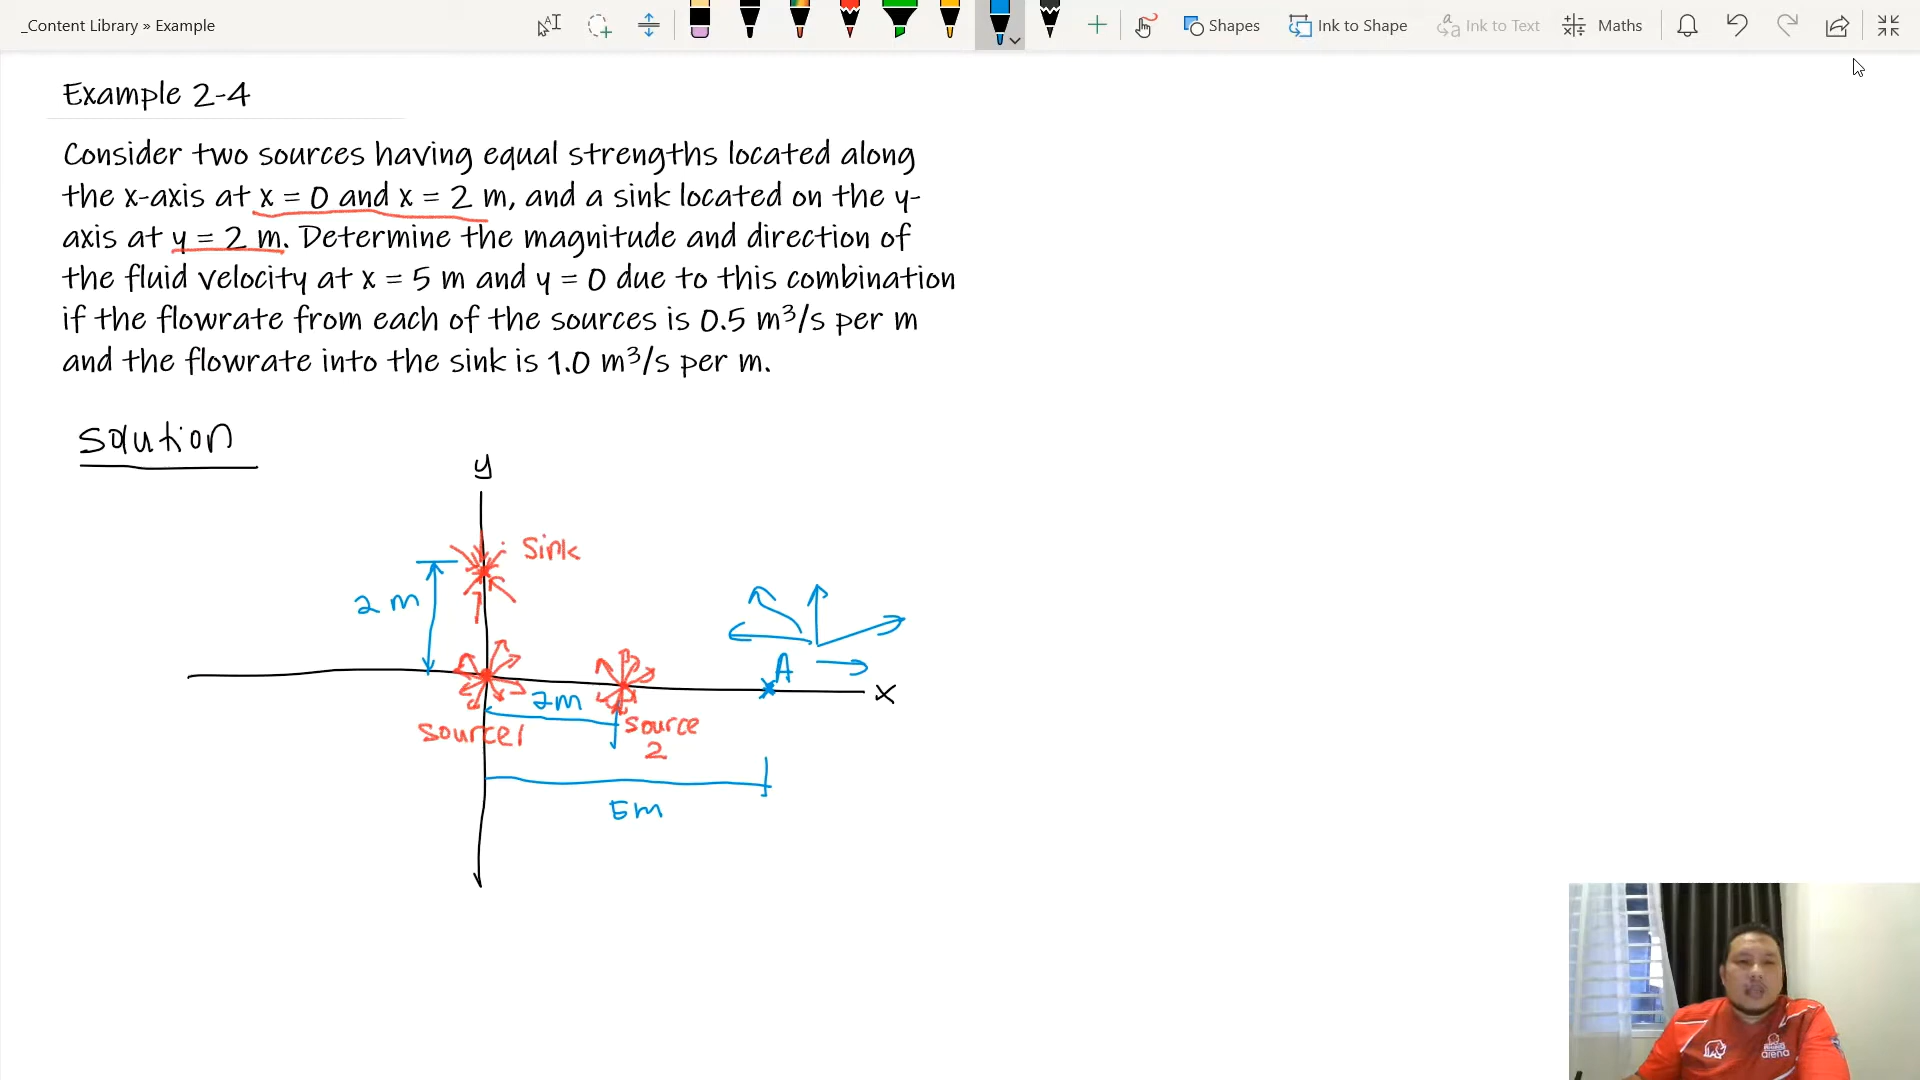 _Content Library » Example
Shapes
Ink to Shape
Ink to Text
Maths
Example 2-4
Consider two sources having equal strengths located along
the x-axis at x = 0 and x = 2 m, and a sink located on the y-
axis at y = 2 m. Determine the magnitude and direction of
the fluid velocity at x = 5 m and y = 0 due to this combination
if the flowrate from each of the sources is 0.5 m³/s per m
and the flowrate into the sink is 1.0 m³/s per m.
solution
y
sink
2 m
A
x
2m
source1
source
2
5m
arena